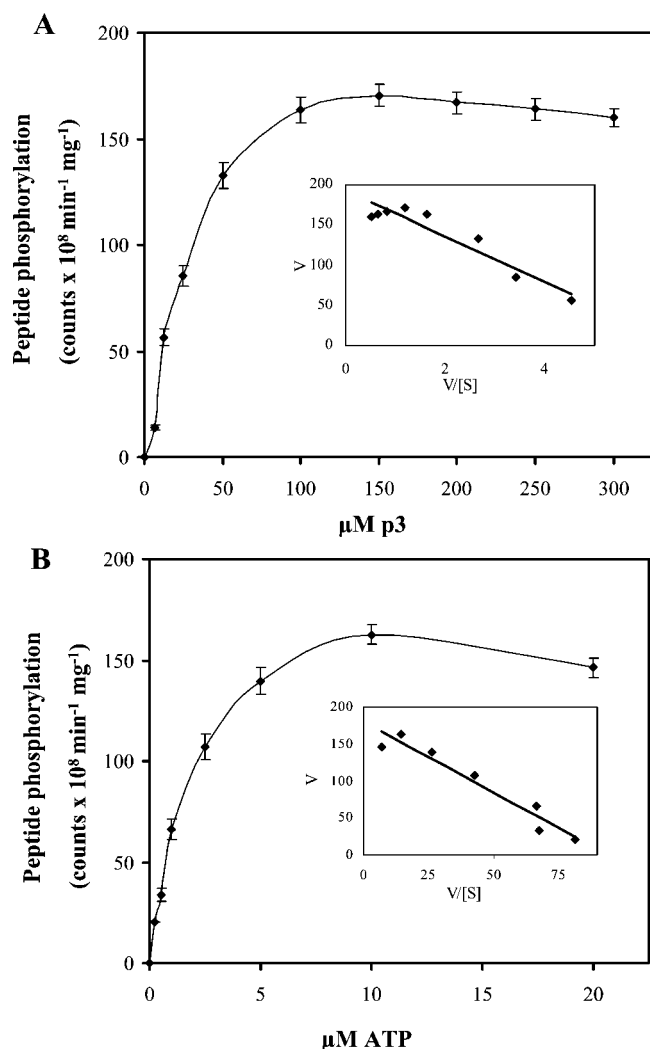 A
Peptide phosphorylation
(counts x 10⁸ min⁻¹ mg⁻¹)
200
150
100
50
0
0 50 100 150 200 250 300
µM p3
200
150
100
50
0
V
0 2 4
V/[S]
B
Peptide phosphorylation
(counts x 10⁸ min⁻¹ mg⁻¹)
200
150
100
50
0
0 5 10 15 20
µM ATP
200
150
100
50
0
V
0 25 50 75
V/[S]